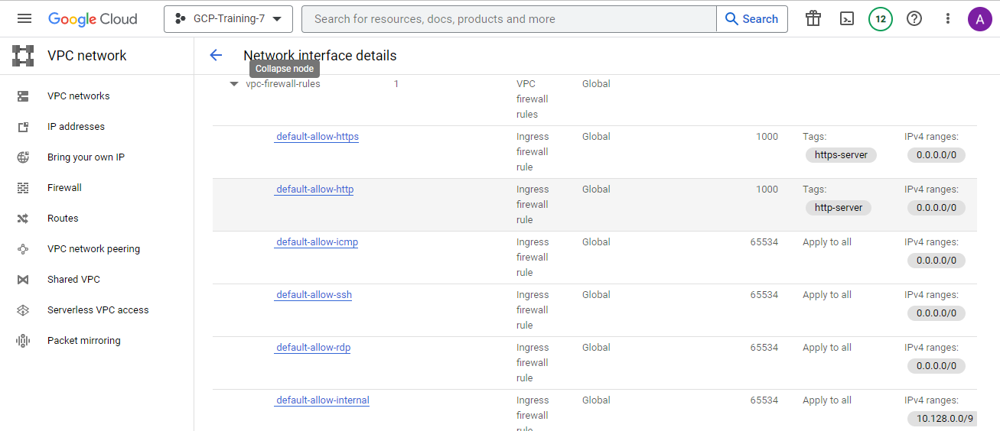 Google Cloud
GCP-Training-7
Search for resources, docs, products and more
Search
12
A
VPC network
Network interface details
Collapse node
VPC networks
IP addresses
Bring your own IP
Firewall
Routes
VPC network peering
Shared VPC
Serverless VPC access
Packet mirroring
vpc-firewall-rules 1 VPC firewall rules Global
default-allow-https Ingress firewall rule Global 1000 Tags: https-server IPv4 ranges: 0.0.0.0/0
default-allow-http Ingress firewall rule Global 1000 Tags: http-server IPv4 ranges: 0.0.0.0/0
default-allow-icmp Ingress firewall rule Global 65534 Apply to all IPv4 ranges: 0.0.0.0/0
default-allow-ssh Ingress firewall rule Global 65534 Apply to all IPv4 ranges: 0.0.0.0/0
default-allow-rdp Ingress firewall rule Global 65534 Apply to all IPv4 ranges: 0.0.0.0/0
default-allow-internal Ingress firewall Global 65534 Apply to all IPv4 ranges: 10.128.0.0/9